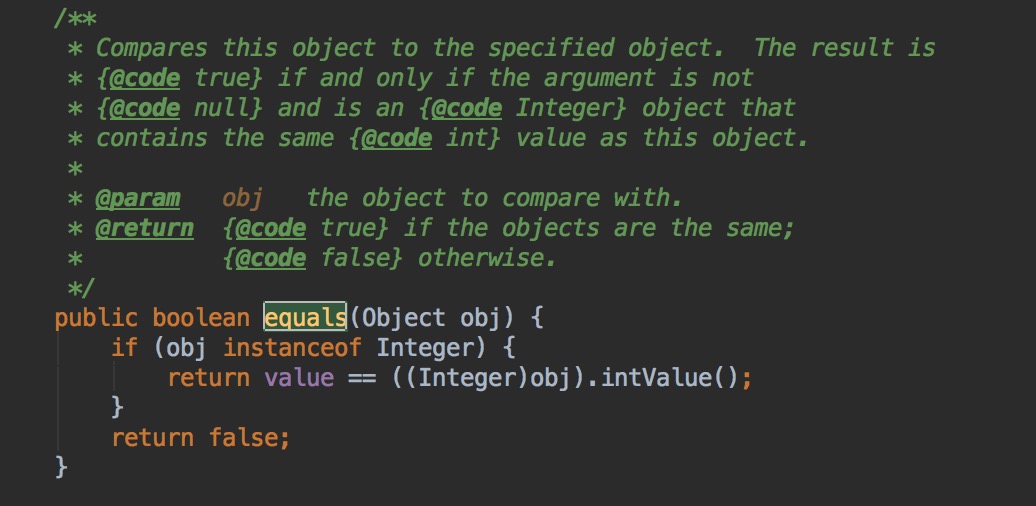 /**
 * Compares this object to the specified object.  The result is
 * {@code true} if and only if the argument is not
 * {@code null} and is an {@code Integer} object that
 * contains the same {@code int} value as this object.
 *
 * @param   obj   the object to compare with.
 * @return  {@code true} if the objects are the same;
 *          {@code false} otherwise.
 */
public boolean equals(Object obj) {
    if (obj instanceof Integer) {
        return value == ((Integer)obj).intValue();
    }
    return false;
}